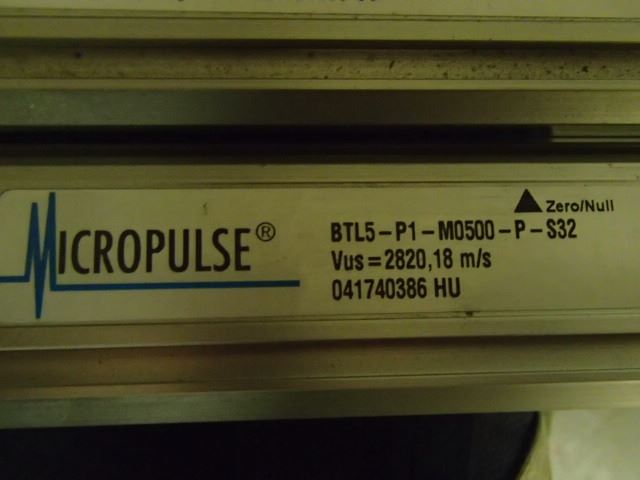 MICROPULSE®
Zero/Null
BTL5-P1-M0500-P-S32
Vus=2820,18 m/s
041740386 HU